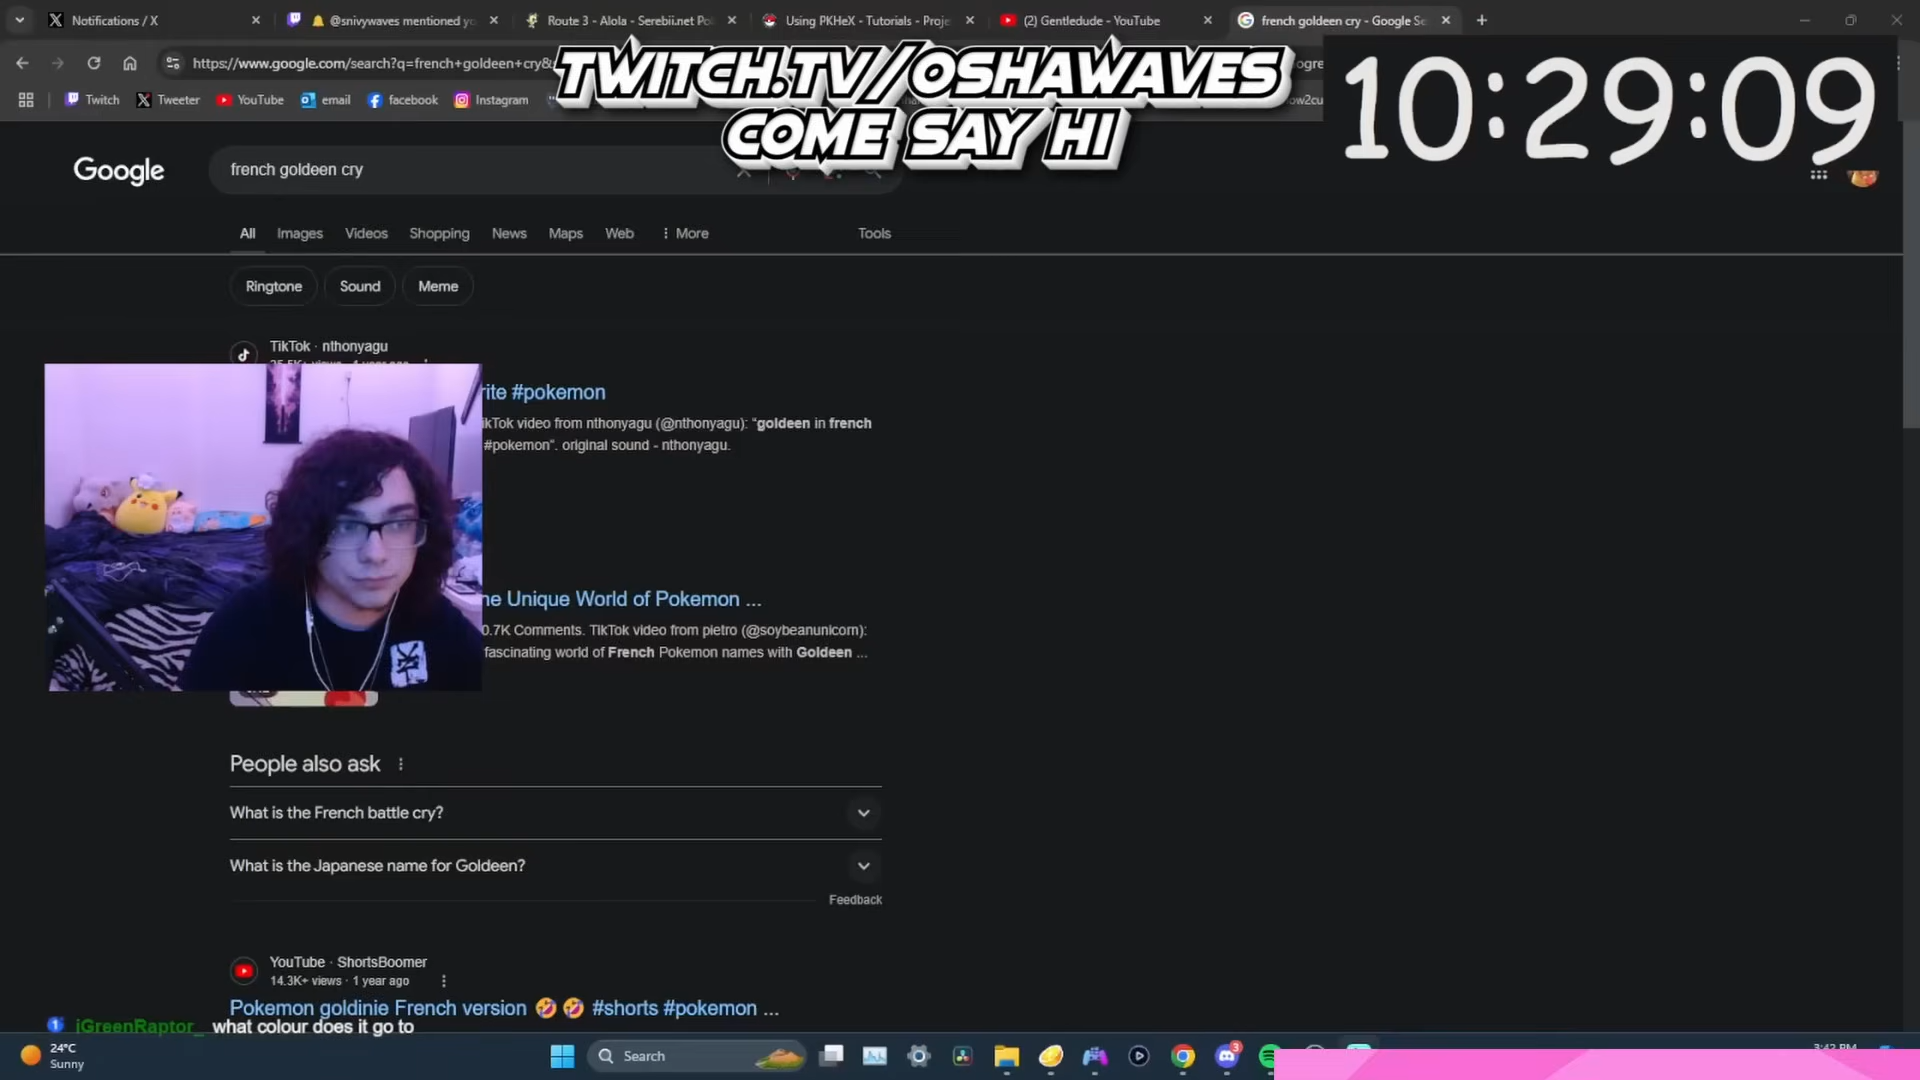 Notifications / X
@snivywaves mentioned yo
Route 3 - Alola - Serebii.net Po
Using PKHeX - Tutorials - Proje
(2) Gentledude - YouTube
french goldeen cry - Google Se
https://www.google.com/search?q=french+goldeen+cry&
TWITCH.TV/OSHAWAVES
COME SAY HI
10:29:09
Twitch
Tweeter
YouTube
email
facebook
Instagram
Google
french goldeen cry
All
Images
Videos
Shopping
News
Maps
Web
More
Tools
Ringtone
Sound
Meme
TikTok · nthonyagu
rite #pokemon
ikTok video from nthonyagu (@nthonyagu): “goldeen in french
#pokemon“. original sound - nthonyagu.
ne Unique World of Pokemon ...
0.7K Comments. TikTok video from pietro (@soybeanunicorn):
fascinating world of French Pokemon names with Goldeen ...
People also ask
What is the French battle cry?
What is the Japanese name for Goldeen?
Feedback
YouTube · ShortsBoomer
14.3K+ views · 1 year ago
Pokemon goldinie French version 🤣 🤣 #shorts #pokemon ...
iGreenRaptor_ what colour does it go to
24°C
Sunny
Search
3